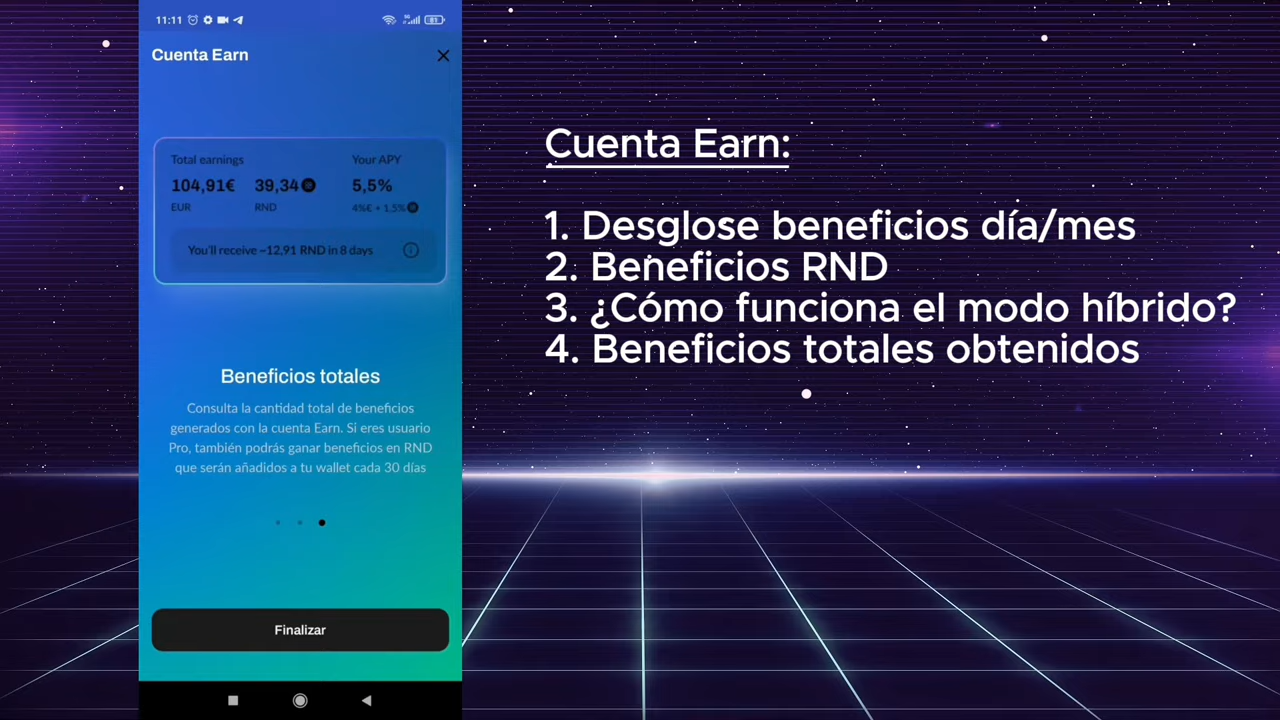 11:11
3G
81
Cuenta Earn
Total earnings
Your APY
104,91€
39,34
5,5%
EUR
RND
4%€ + 1,5%
You'll receive ~12,91 RND in 8 days
Beneficios totales
Consulta la cantidad total de beneficios
generados con la cuenta Earn. Si eres usuario
Pro, también podrás ganar beneficios en RND
que serán añadidos a tu wallet cada 30 días
Finalizar
Cuenta Earn:
1. Desglose beneficios día/mes
2. Beneficios RND
3. ¿Cómo funciona el modo híbrido?
4. Beneficios totales obtenidos